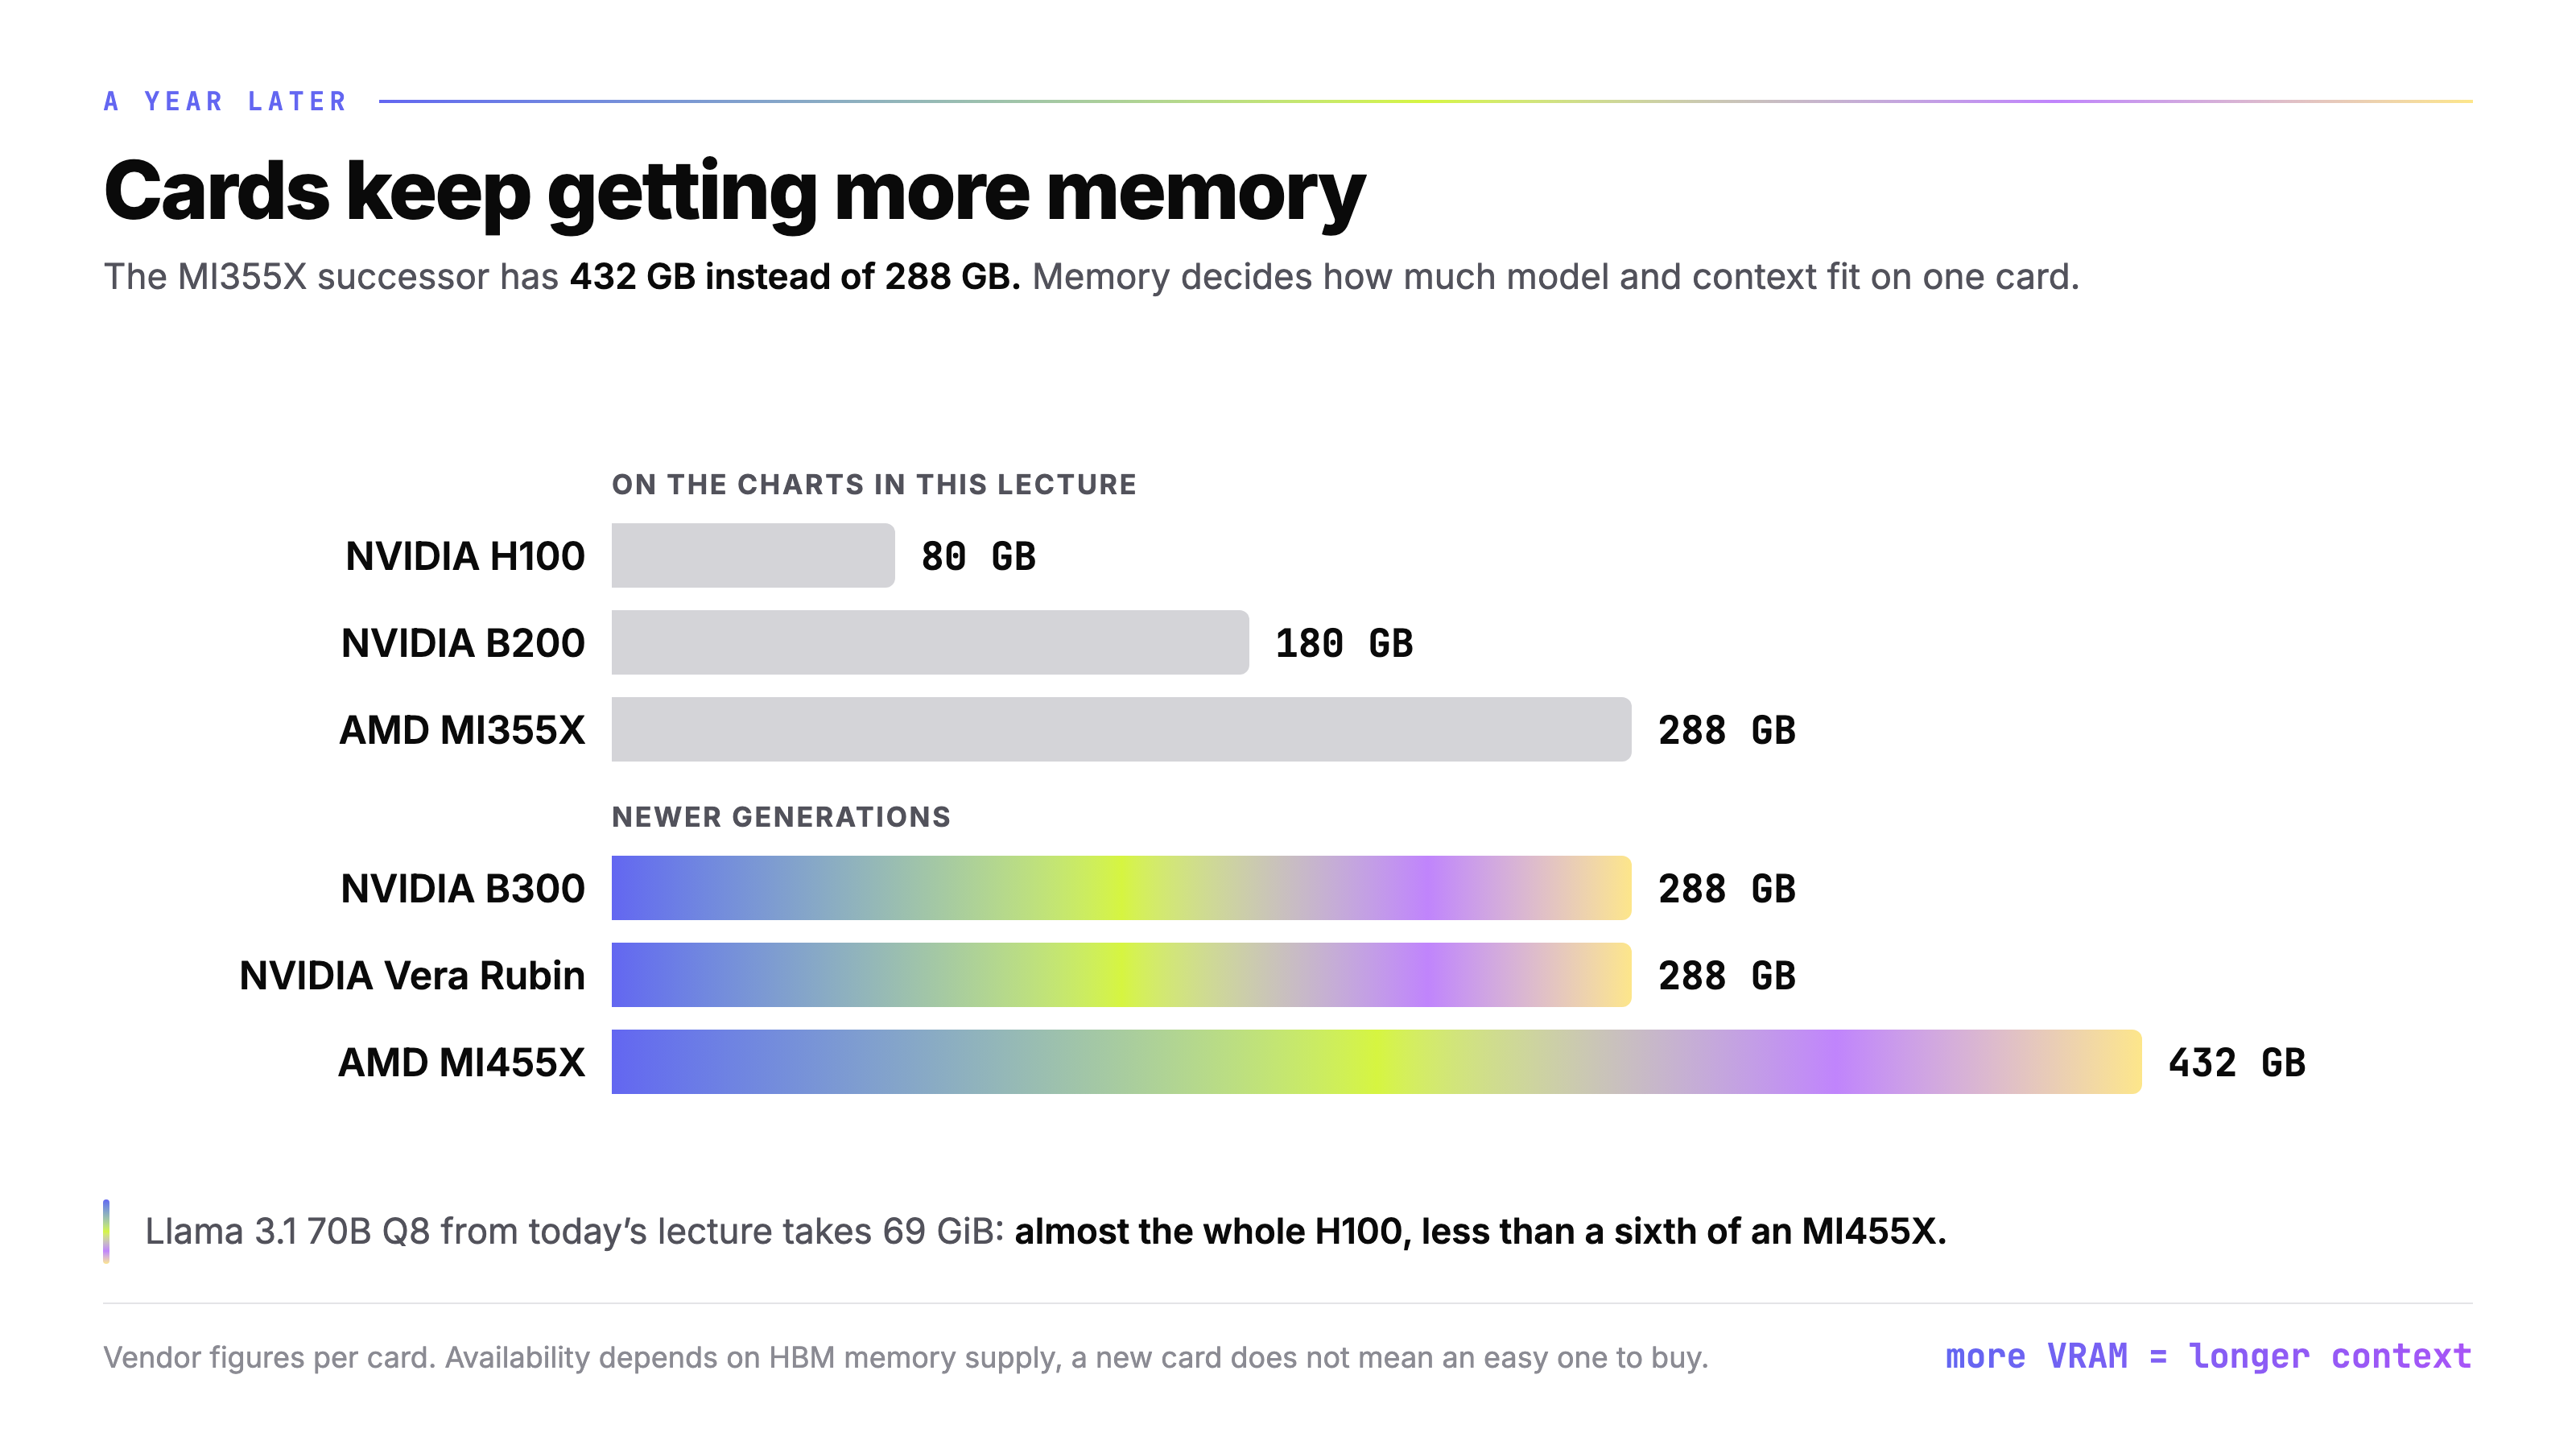 A YEAR LATER
Cards keep getting more memory
The MI355X successor has 432 GB instead of 288 GB. Memory decides how much model and context fit on one card.
ON THE CHARTS IN THIS LECTURE
NVIDIA H100 80 GB
NVIDIA B200 180 GB
AMD MI355X 288 GB
NEWER GENERATIONS
NVIDIA B300 288 GB
NVIDIA Vera Rubin 288 GB
AMD MI455X 432 GB
Llama 3.1 70B Q8 from today’s lecture takes 69 GiB: almost the whole H100, less than a sixth of an MI455X.
Vendor figures per card. Availability depends on HBM memory supply, a new card does not mean an easy one to buy.
more VRAM = longer context